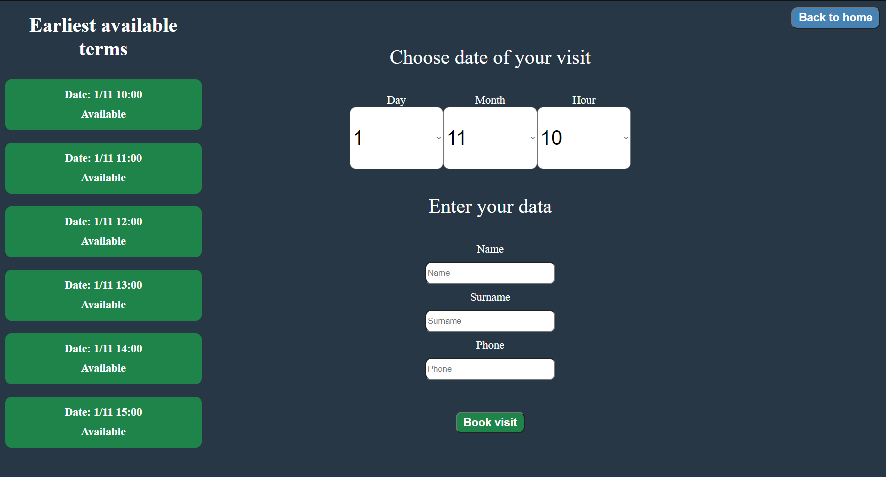 Earliest available
terms
Date: 1/11 10:00
Available
Date: 1/11 11:00
Available
Date: 1/11 12:00
Available
Date: 1/11 13:00
Available
Date: 1/11 14:00
Available
Date: 1/11 15:00
Available
Back to home
Choose date of your visit
Day Month Hour
1 11 10
Enter your data
Name
Name
Surname
Surname
Phone
Phone
Book visit